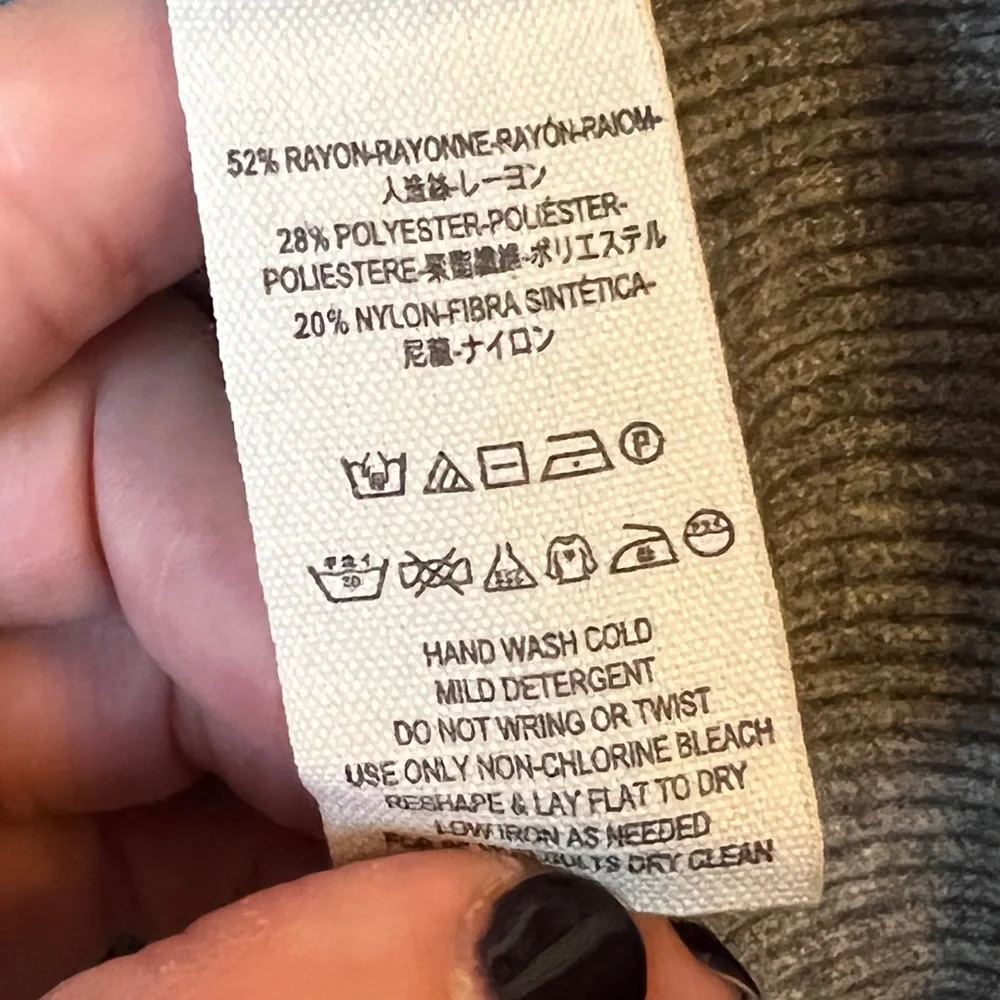 52% RAYON-RAYONNE-RAYÓN-RAIOM-
人造絲-レーヨン
28% POLYESTER-POLIÉSTER-
POLIESTERE-聚酯纖維-ポリエステル
20% NYLON-FIBRA SINTÉTICA-
尼龍-ナイロン
P
HAND WASH COLD
MILD DETERGENT
DO NOT WRING OR TWIST
USE ONLY NON-CHLORINE BLEACH
RESHAPE & LAY FLAT TO DRY
LOW IRON AS NEEDED
FOR RESULTS DRY CLEAN